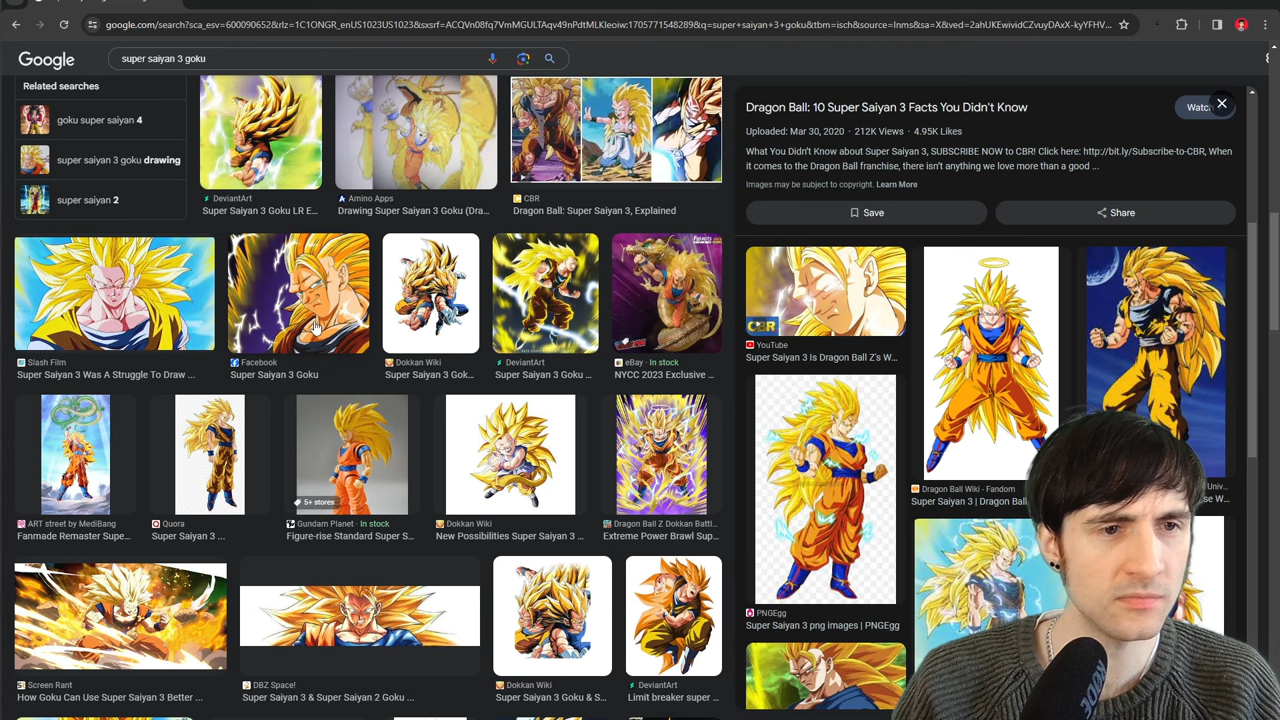 google.com/search?sca_esv=600090652&rlz=1C1ONGR_enUS1023US1023&sxsrf=ACQVn08fq7VmMGULTAqv49nPdtMLKIeoiw:1705771548289&q=super+saiyan+3+goku&tbm=isch&source=lnms&sa=X&ved=2ahUKEwividCZvuyDAxX-kyYFHV...
Google
super saiyan 3 goku
Related searches
goku super saiyan 4
super saiyan 3 goku drawing
super saiyan 2
DeviantArt
Super Saiyan 3 Goku LR E...
Amino Apps
Drawing Super Saiyan 3 Goku (Dra...
CBR
Dragon Ball: Super Saiyan 3, Explained
Slash Film
Super Saiyan 3 Was A Struggle To Draw ...
Facebook
Super Saiyan 3 Goku
Dokkan Wiki
Super Saiyan 3 Gok...
DeviantArt
Super Saiyan 3 Goku ...
eBay · In stock
NYCC 2023 Exclusive ...
ART street by MediBang
Fanmade Remaster Supe...
Quora
Super Saiyan 3 ...
5+ stores
Gundam Planet · In stock
Figure-rise Standard Super S...
Dokkan Wiki
New Possibilities Super Saiyan 3 ...
Dragon Ball Z Dokkan Battl...
Extreme Power Brawl Sup...
Screen Rant
How Goku Can Use Super Saiyan 3 Better ...
DBZ Space!
Super Saiyan 3 & Super Saiyan 2 Goku ...
Dokkan Wiki
Super Saiyan 3 Goku & S...
DeviantArt
Limit breaker super ...
Dragon Ball: 10 Super Saiyan 3 Facts You Didn't Know
Watch
Uploaded: Mar 30, 2020 · 212K Views · 4.95K Likes
What You Didn't Know about Super Saiyan 3, SUBSCRIBE NOW to CBR! Click here: http://bit.ly/Subscribe-to-CBR, When
it comes to the Dragon Ball franchise, there isn't anything we love more than a good ...
Images may be subject to copyright. Learn More
Save
Share
CBR
YouTube
Super Saiyan 3 Is Dragon Ball Z's W...
Dragon Ball Wiki - Fandom
Super Saiyan 3 | Dragon Ball
Univ...
se W...
PNGEgg
Super Saiyan 3 png images | PNGEgg